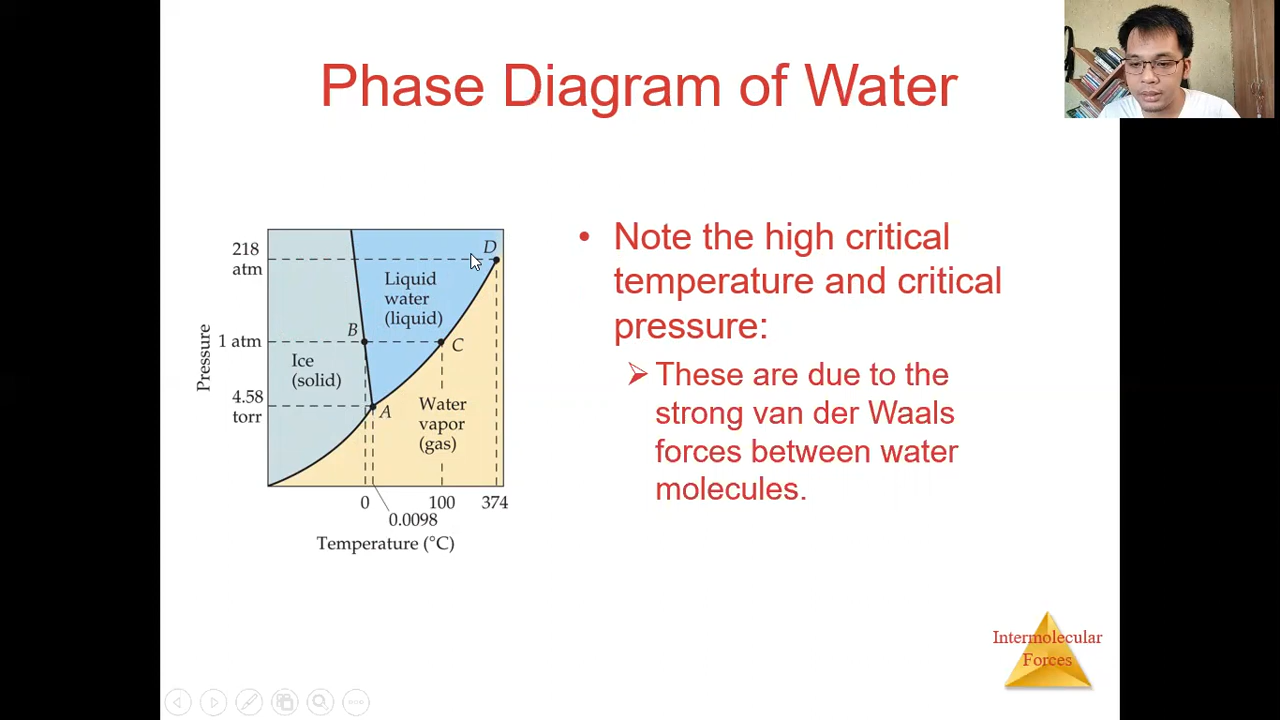 Phase Diagram of Water
218
atm
D
Liquid
water
(liquid)
B
1 atm
C
Ice
(solid)
4.58
torr
A
Water
vapor
(gas)
Pressure
0
100
374
0.0098
Temperature (°C)
• Note the high critical
temperature and critical
pressure:
➢ These are due to the
strong van der Waals
forces between water
molecules.
Intermolecular
Forces